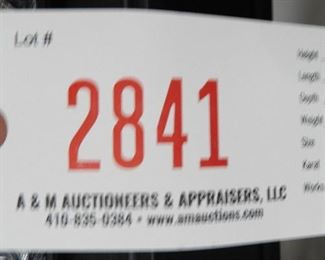 Lot #
2841
A & M AUCTIONEERS & APPRAISERS, LLC
410-835-0384 • www.amauctions.com
Height
Length
Depth
Weight
Size
Karat